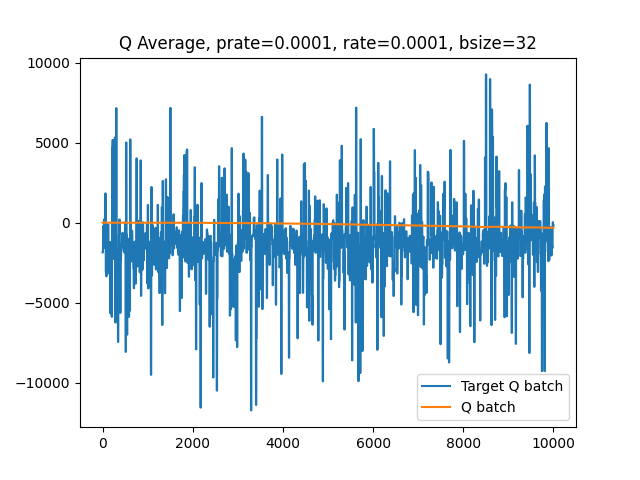 Q Average, prate=0.0001, rate=0.0001, bsize=32
10000
5000
0
−5000
−10000
Target Q batch
Q batch
0 2000 4000 6000 8000 10000